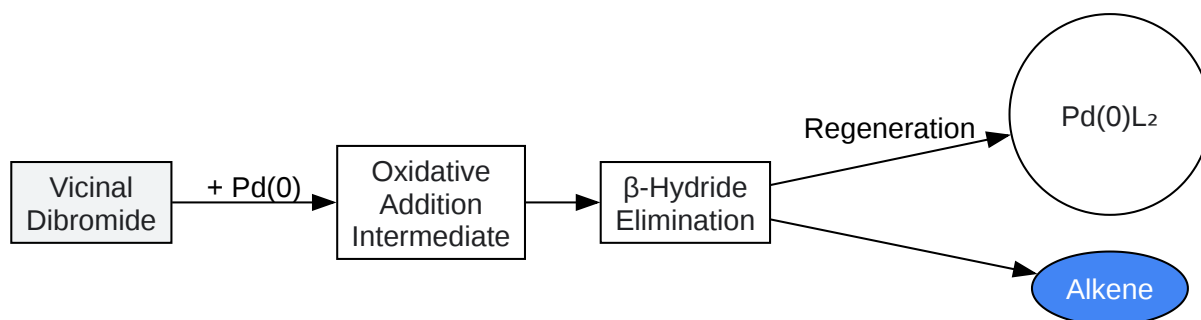 Vicinal
Dibromide
+ Pd(0)
Oxidative
Addition
Intermediate
β-Hydride
Elimination
Regeneration
Pd(0)L₂
Alkene